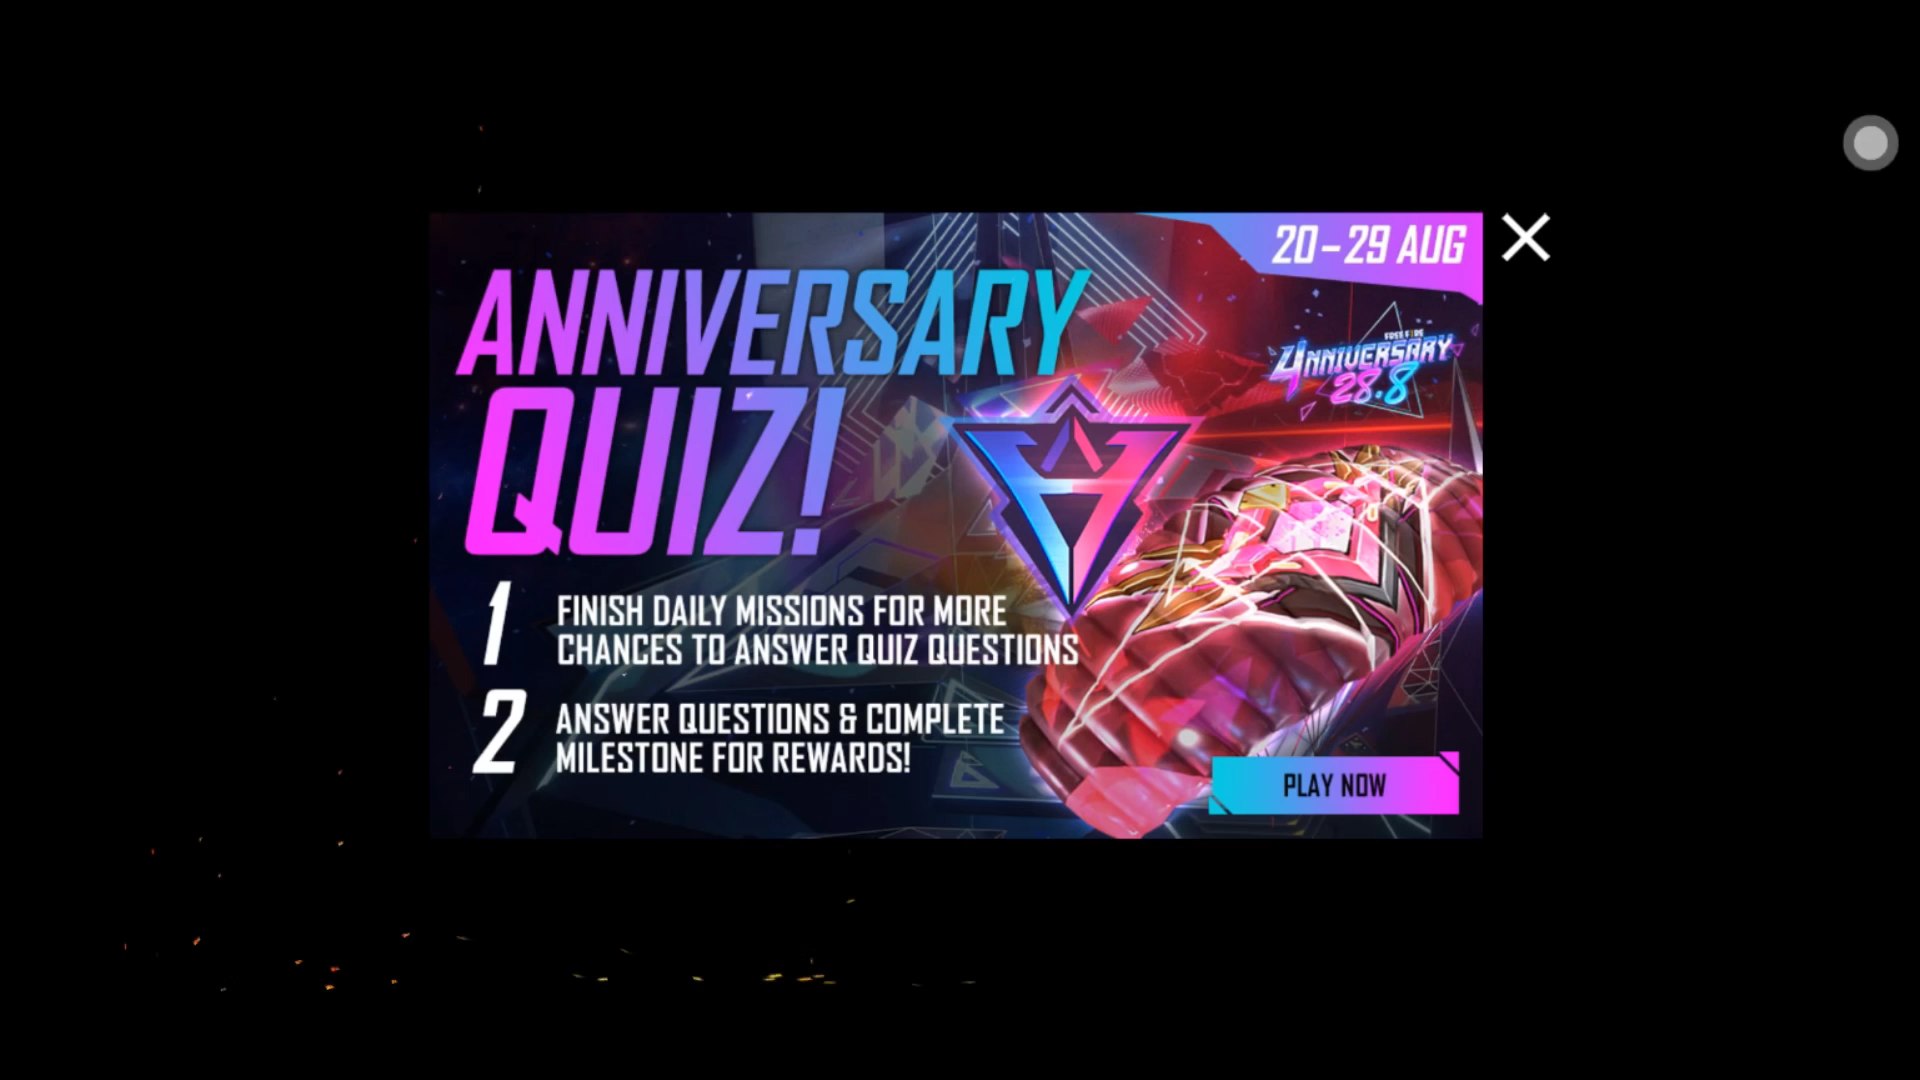 20-29 AUG
ANNIVERSARY
QUIZ!
FREE FIRE
4NNIVERSARY
28.8
1
FINISH DAILY MISSIONS FOR MORE
CHANCES TO ANSWER QUIZ QUESTIONS
2
ANSWER QUESTIONS & COMPLETE
MILESTONE FOR REWARDS!
PLAY NOW